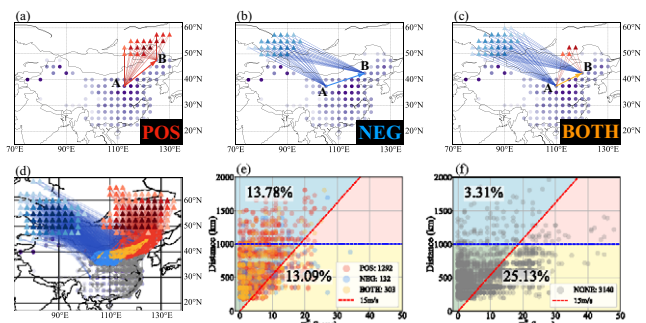 (a)
60°N
50°N
40°N
30°N
20°N
B
A
POS
70°E
90°E
110°E
130°E
(b)
60°N
50°N
40°N
30°N
20°N
B
A
NEG
70°E
90°E
110°E
130°E
(c)
60°N
50°N
40°N
30°N
20°N
B
A
BOTH
70°E
90°E
110°E
130°E
(d)
60°N
50°N
40°N
30°N
20°N
70°E
90°E
110°E
130°E
(e)
Distance (km)
2000
1500
1000
500
0
13.78%
13.09%
POS: 1292
NEG: 132
BOTH: 303
15m/s
0 10 20 30 40 50
(f)
Distance (km)
2000
1500
1000
500
0
3.31%
25.13%
NONE: 3140
15m/s
0 10 20 30 40 50